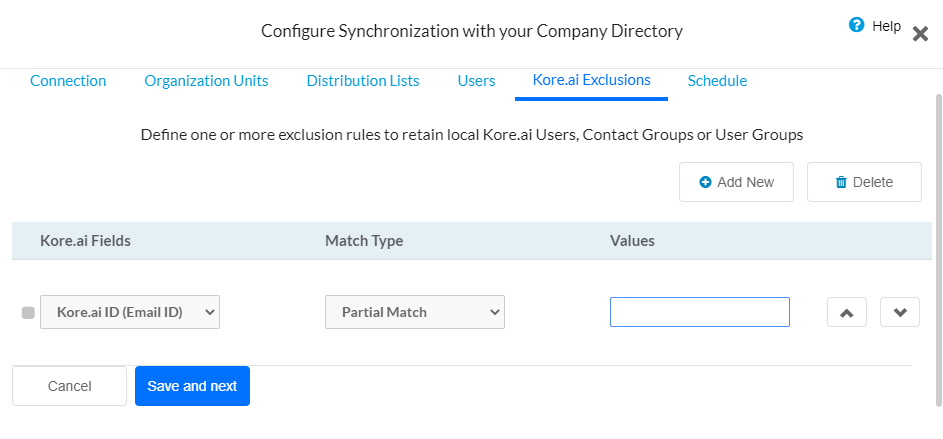 Configure Synchronization with your Company Directory
? Help
Connection Organization Units Distribution Lists Users Kore.ai Exclusions Schedule
Define one or more exclusion rules to retain local Kore.ai Users, Contact Groups or User Groups
Add New Delete
Kore.ai Fields Match Type Values
Kore.ai ID (Email ID) Partial Match
Cancel Save and next